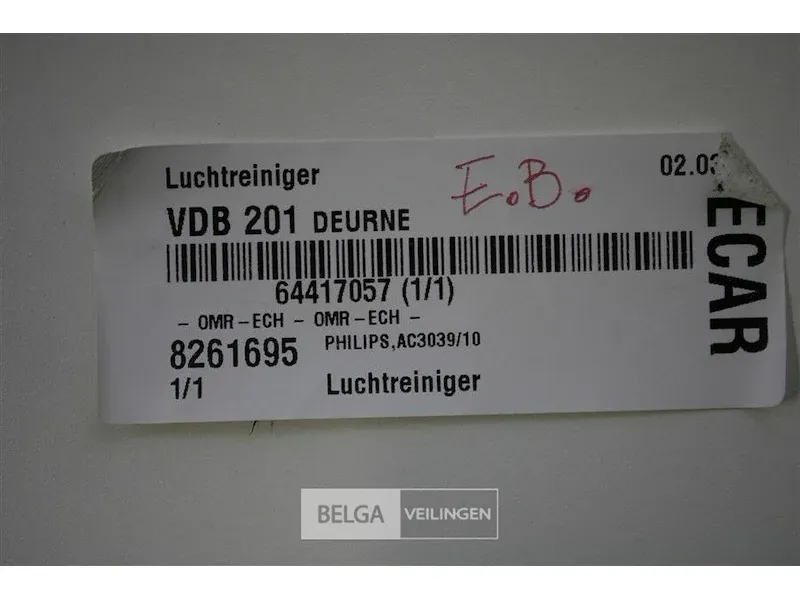 Luchtreiniger E.B. 02.03
VDB 201 DEURNE
64417057 (1/1)
- OMR-ECH - OMR-ECH -
8261695 PHILIPS,AC3039/10
1/1 Luchtreiniger
ECAR
BELGA VEILINGEN